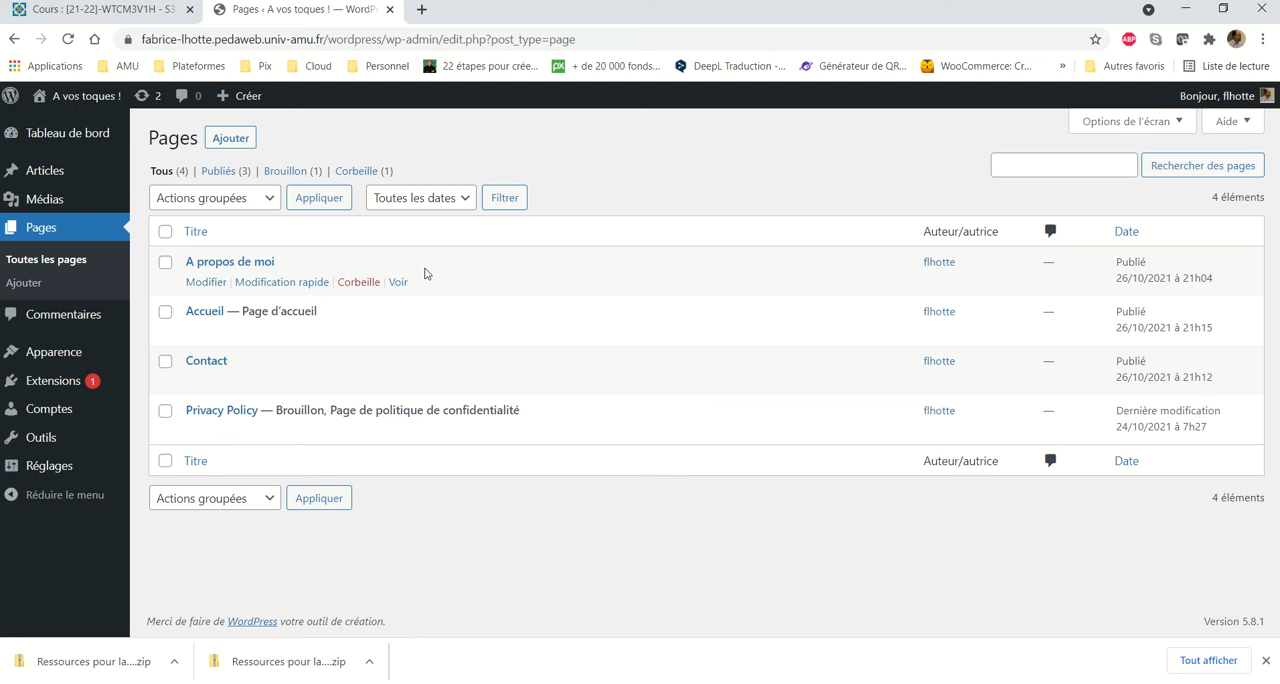 Cours : [21-22]-WTCM3V1H - S3
Pages ‹ A vos toques ! — WordPr
fabrice-lhotte.pedaweb.univ-amu.fr/wordpress/wp-admin/edit.php?post_type=page
ABP
Applications AMU Plateformes Pix Cloud Personnel 22 étapes pour crée... + de 20 000 fonds... DeepL Traduction -... Générateur de QR... WooCommerce: Cr... » Autres favoris Liste de lecture
A vos toques ! 2 0 Créer Bonjour, flhotte
Options de l'écran Aide
Tableau de bord
Articles
Médias
Pages
Toutes les pages
Ajouter
Commentaires
Apparence
Extensions 1
Comptes
Outils
Réglages
Réduire le menu
Pages Ajouter
Tous (4) | Publiés (3) | Brouillon (1) | Corbeille (1)
Rechercher des pages
Actions groupées Appliquer Toutes les dates Filtrer 4 éléments
Titre Auteur/autrice Date
A propos de moi flhotte — Publié
Modifier | Modification rapide | Corbeille | Voir 26/10/2021 à 21h04
Accueil — Page d'accueil flhotte — Publié
26/10/2021 à 21h15
Contact flhotte — Publié
26/10/2021 à 21h12
Privacy Policy — Brouillon, Page de politique de confidentialité flhotte — Dernière modification
24/10/2021 à 7h27
Titre Auteur/autrice Date
Actions groupées Appliquer 4 éléments
Merci de faire de WordPress votre outil de création. Version 5.8.1
Ressources pour la....zip Ressources pour la....zip Tout afficher